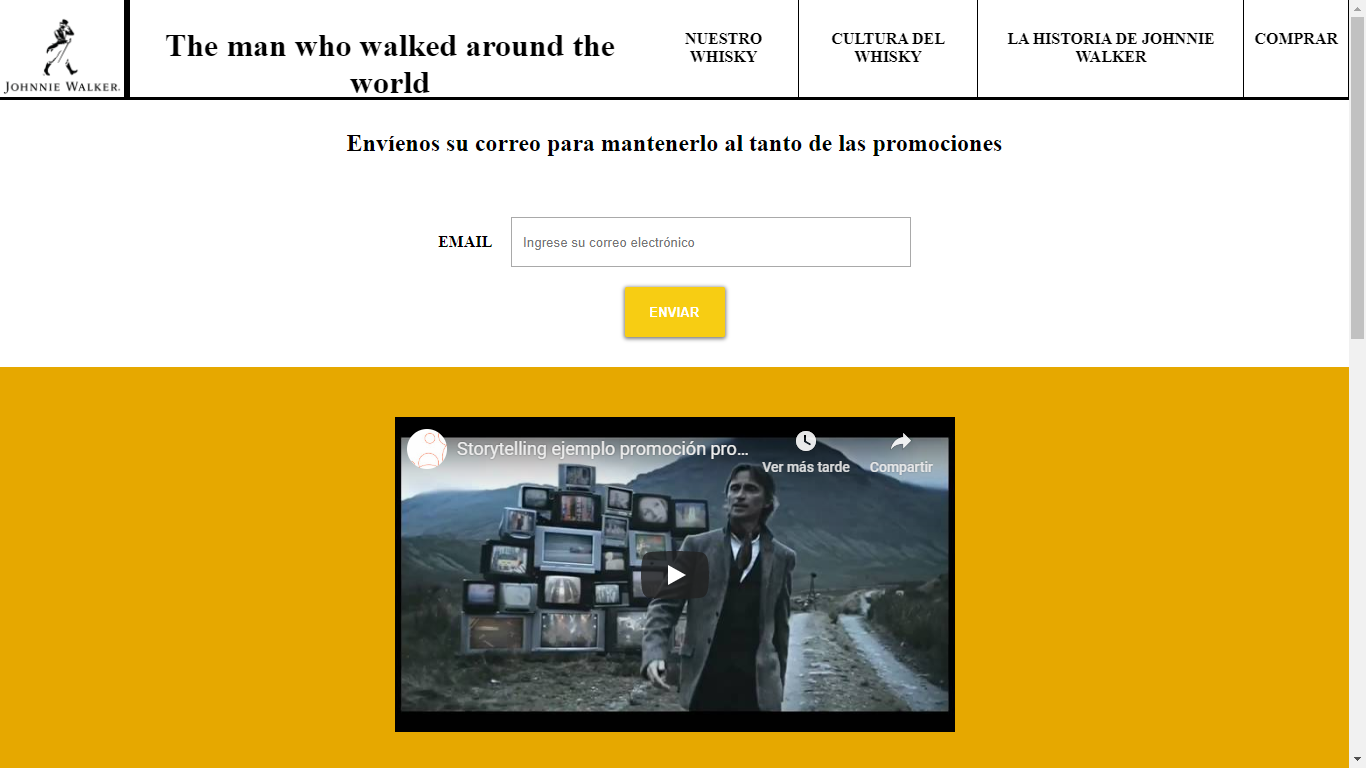 JOHNNIE WALKER.
The man who walked around the
world
NUESTRO
WHISKY
CULTURA DEL
WHISKY
LA HISTORIA DE JOHNNIE
WALKER
COMPRAR
Envíenos su correo para mantenerlo al tanto de las promociones
EMAIL
Ingrese su correo electrónico
ENVIAR
Storytelling ejemplo promoción pro…
Ver más tarde
Compartir